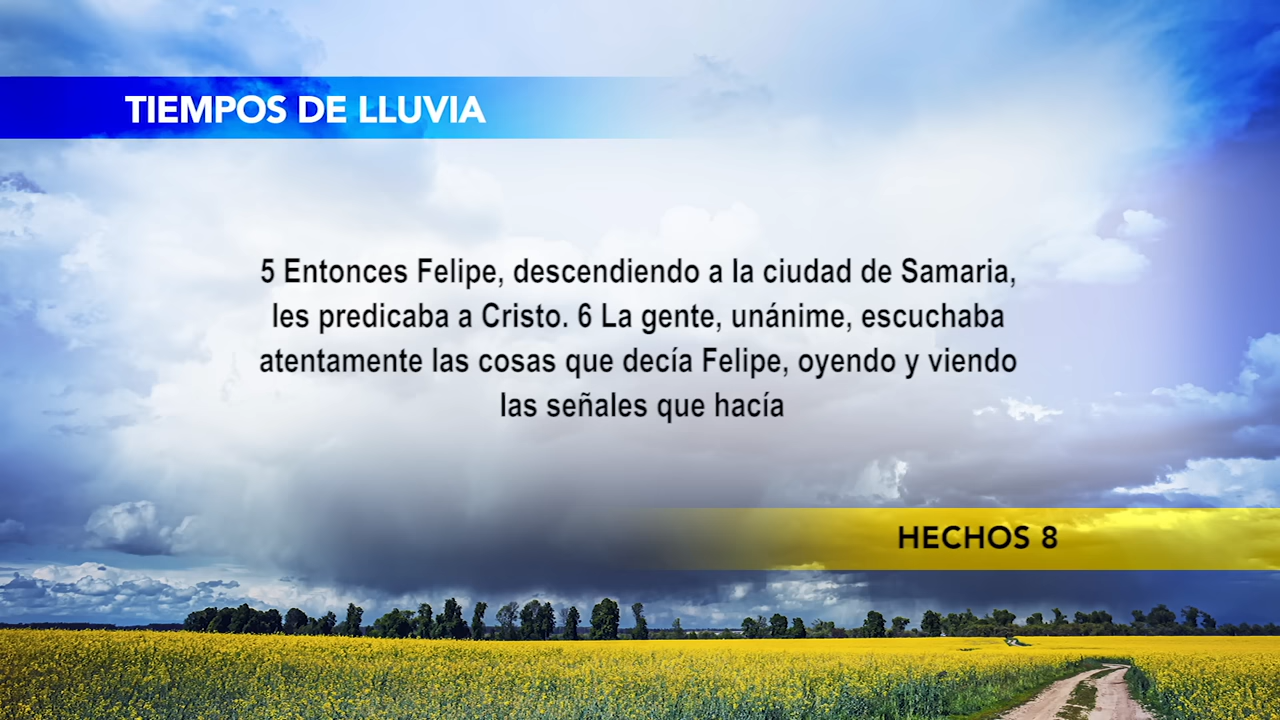 TIEMPOS DE LLUVIA
5 Entonces Felipe, descendiendo a la ciudad de Samaria,
les predicaba a Cristo. 6 La gente, unánime, escuchaba
atentamente las cosas que decía Felipe, oyendo y viendo
las señales que hacía
HECHOS 8